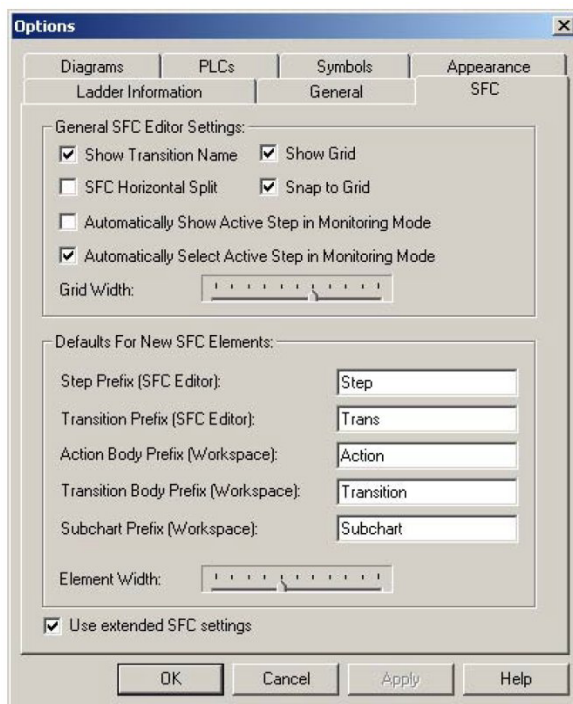 Options
Diagrams PLCs Symbols Appearance
Ladder Information General SFC
General SFC Editor Settings:
Show Transition Name Show Grid
SFC Horizontal Split Snap to Grid
Automatically Show Active Step in Monitoring Mode
Automatically Select Active Step in Monitoring Mode
Grid Width:
Defaults For New SFC Elements:
Step Prefix (SFC Editor): Step
Transition Prefix (SFC Editor): Trans
Action Body Prefix (Workspace): Action
Transition Body Prefix (Workspace): Transition
Subchart Prefix (Workspace): Subchart
Element Width:
Use extended SFC settings
OK Cancel Apply Help